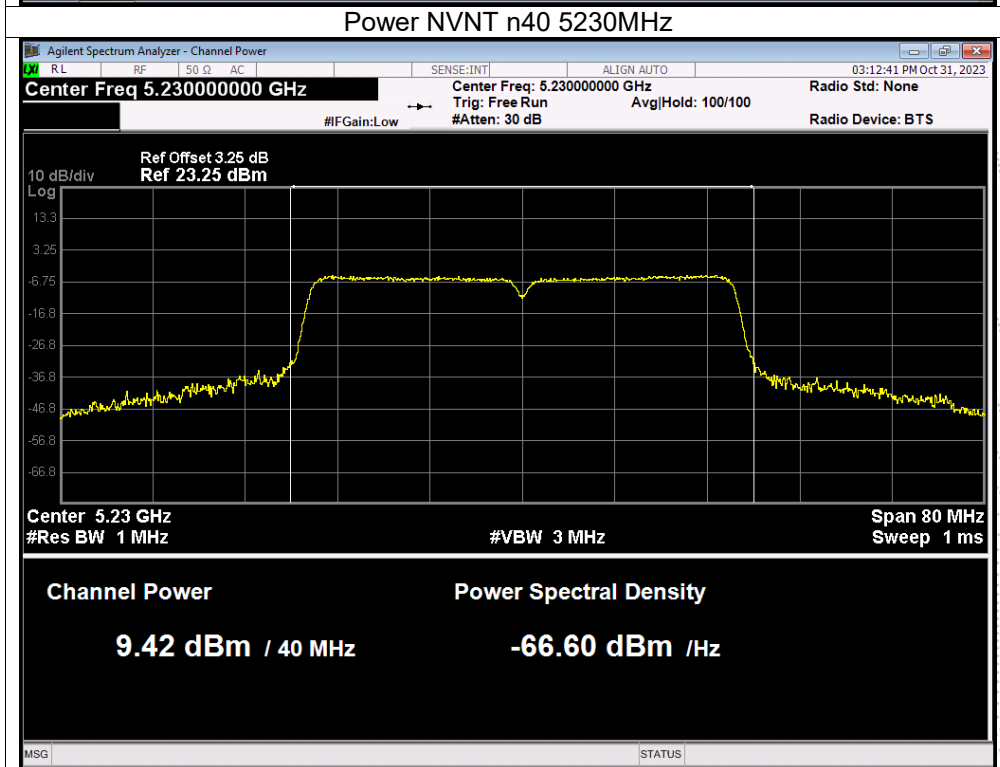 Power NVNT n40 5230MHz
Agilent Spectrum Analyzer - Channel Power
LXI RL RF 50 Ω AC SENSE:INT ALIGN AUTO 03:12:41 PM Oct 31, 2023
Center Freq 5.230000000 GHz Center Freq: 5.230000000 GHz Radio Std: None
Trig: Free Run Avg|Hold: 100/100
#IFGain:Low #Atten: 30 dB Radio Device: BTS
Ref Offset 3.25 dB
10 dB/div Ref 23.25 dBm
Log
13.3
3.25
-6.75
-16.8
-26.8
-36.8
-46.8
-56.8
-66.8
Center 5.23 GHz Span 80 MHz
#Res BW 1 MHz #VBW 3 MHz Sweep 1 ms
Channel Power Power Spectral Density
9.42 dBm / 40 MHz -66.60 dBm /Hz
MSG STATUS